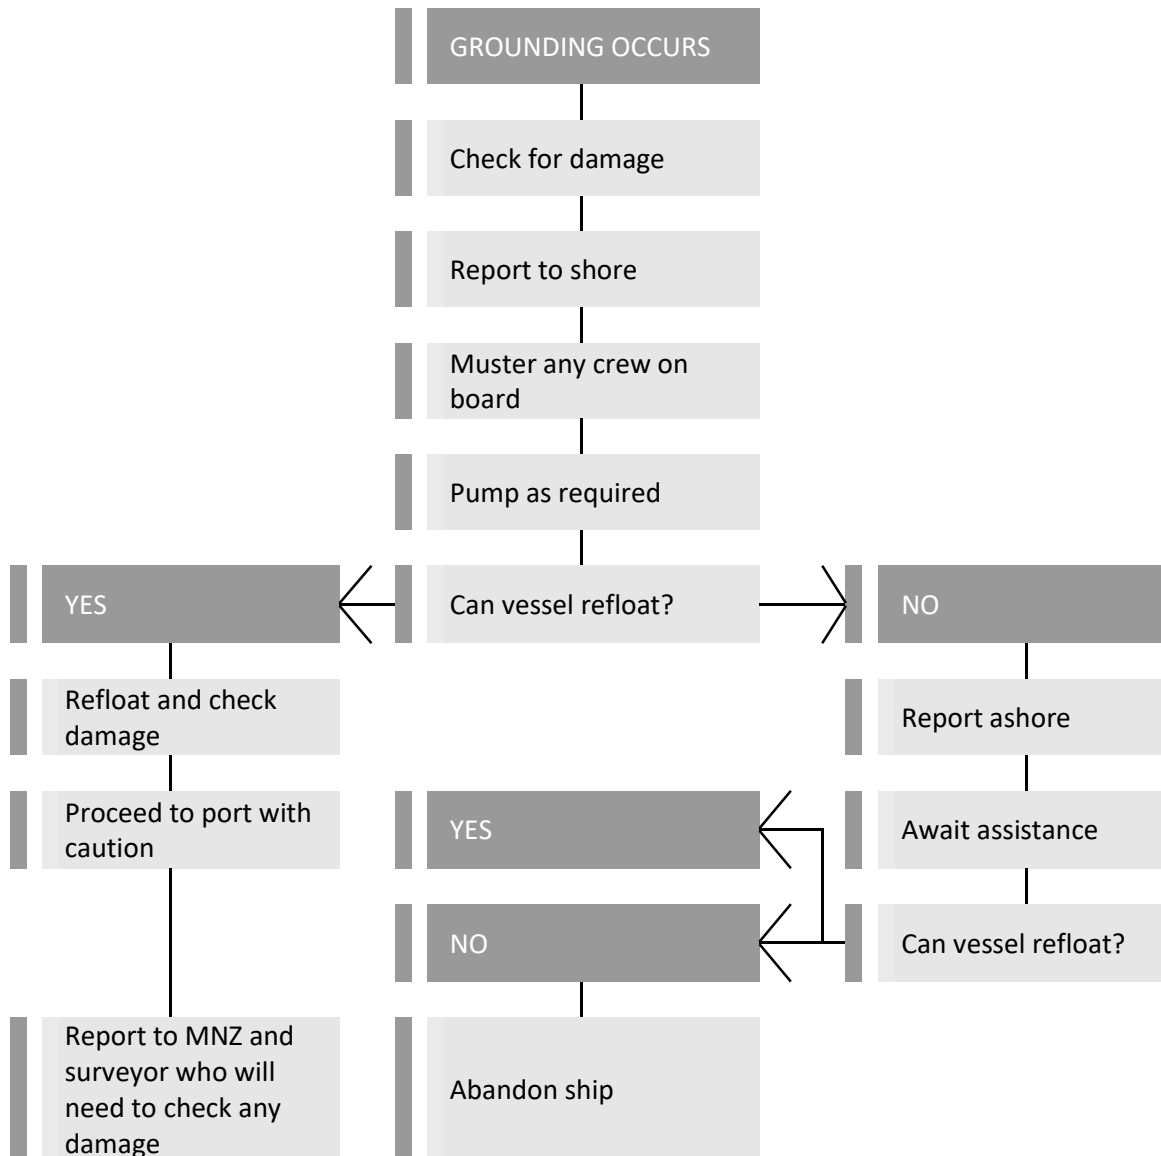 GROUNDING OCCURS
Check for damage
Report to shore
Muster any crew on
board
Pump as required
YES
Can vessel refloat?
NO
Refloat and check
damage
Report ashore
Proceed to port with
caution
YES
Await assistance
NO
Can vessel refloat?
Report to MNZ and
surveyor who will
need to check any
damage
Abandon ship